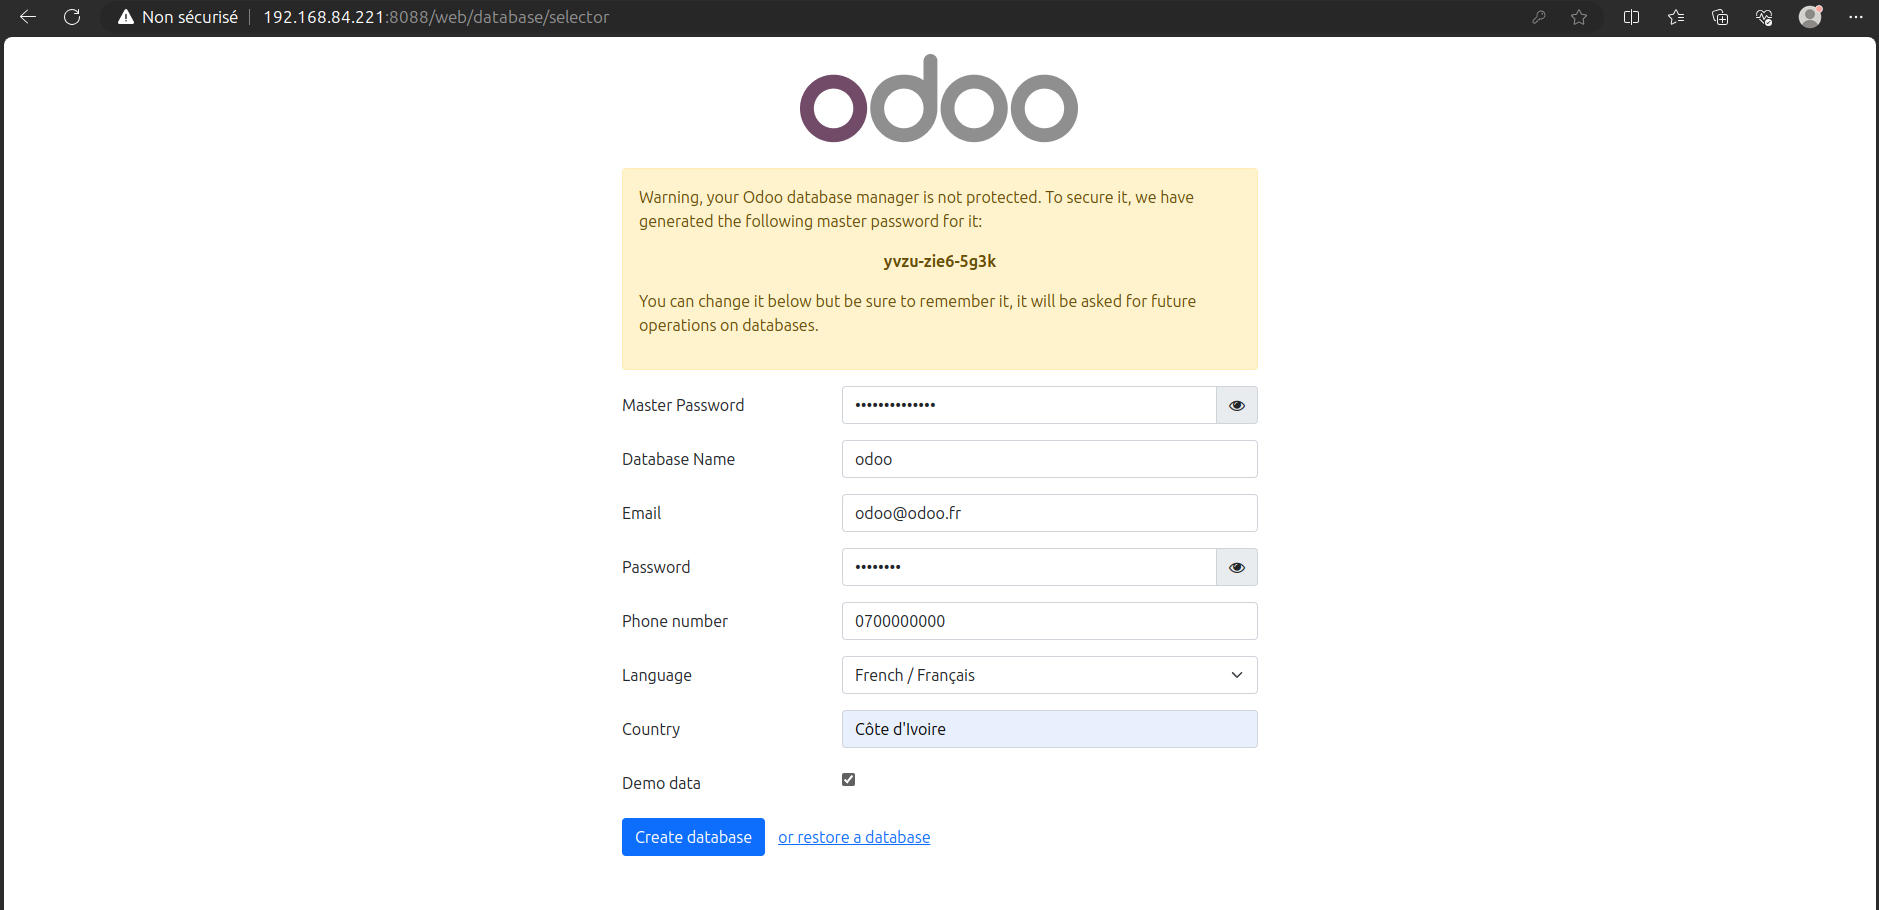 Non sécurisé 192.168.84.221:8088/web/database/selector
odoo
Warning, your Odoo database manager is not protected. To secure it, we have
generated the following master password for it:
yvzu-zie6-5g3k
You can change it below but be sure to remember it, it will be asked for future
operations on databases.
Master Password ••••••••••••••
Database Name odoo
Email odoo@odoo.fr
Password ••••••••
Phone number 0700000000
Language French / Français
Country Côte d'Ivoire
Demo data
Create database or restore a database